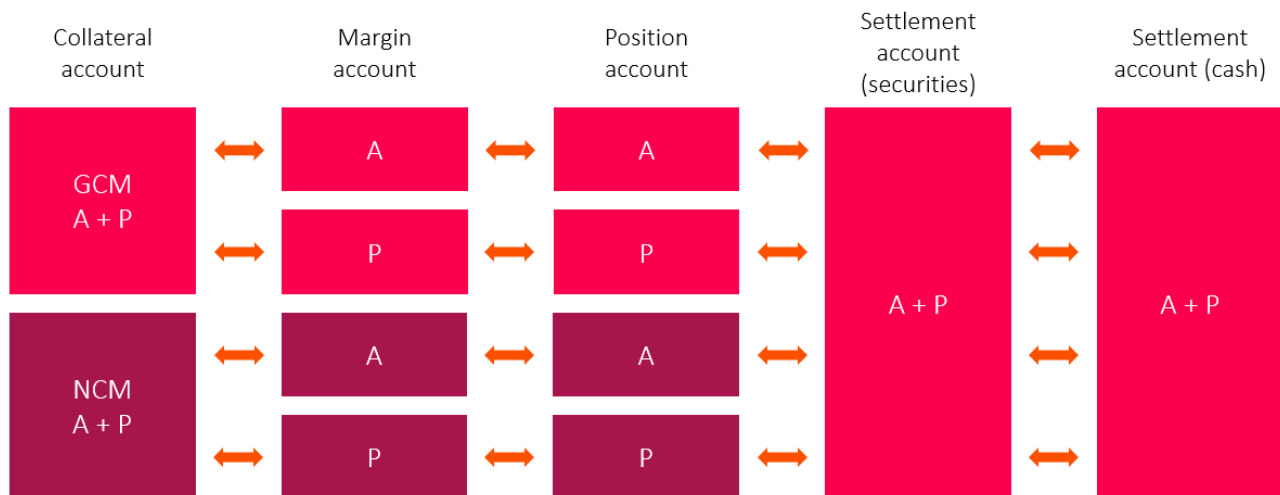 Collateral
account
Margin
account
Position
account
Settlement
account
(securities)
Settlement
account (cash)
GCM
A + P
A
A
P
P
A + P
A + P
NCM
A + P
A
A
P
P